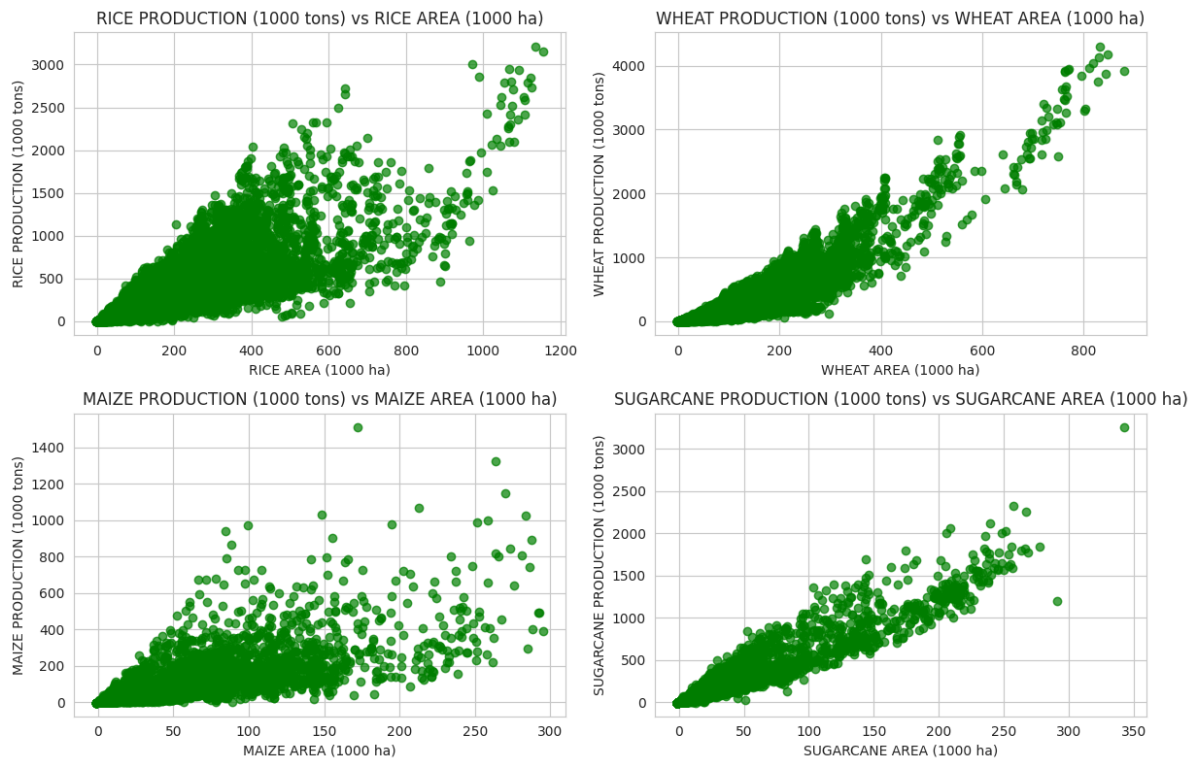 RICE PRODUCTION (1000 tons) vs RICE AREA (1000 ha)
RICE PRODUCTION (1000 tons)
3000
2500
2000
1500
1000
500
0
0 200 400 600 800 1000 1200
RICE AREA (1000 ha)
WHEAT PRODUCTION (1000 tons) vs WHEAT AREA (1000 ha)
WHEAT PRODUCTION (1000 tons)
4000
3000
2000
1000
0
0 200 400 600 800
WHEAT AREA (1000 ha)
MAIZE PRODUCTION (1000 tons) vs MAIZE AREA (1000 ha)
MAIZE PRODUCTION (1000 tons)
1400
1200
1000
800
600
400
200
0
0 50 100 150 200 250 300
MAIZE AREA (1000 ha)
SUGARCANE PRODUCTION (1000 tons) vs SUGARCANE AREA (1000 ha)
SUGARCANE PRODUCTION (1000 tons)
3000
2500
2000
1500
1000
500
0
0 50 100 150 200 250 300 350
SUGARCANE AREA (1000 ha)